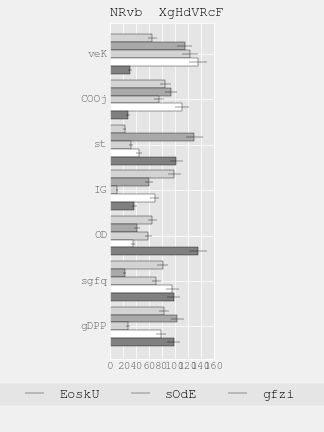 NRvb  XgHdVRcF
veK
COOj
st
IG
OD
sgfq
gDPP
0 20 40 60 80 100 120 140 160
EoskU sOdE gfzi